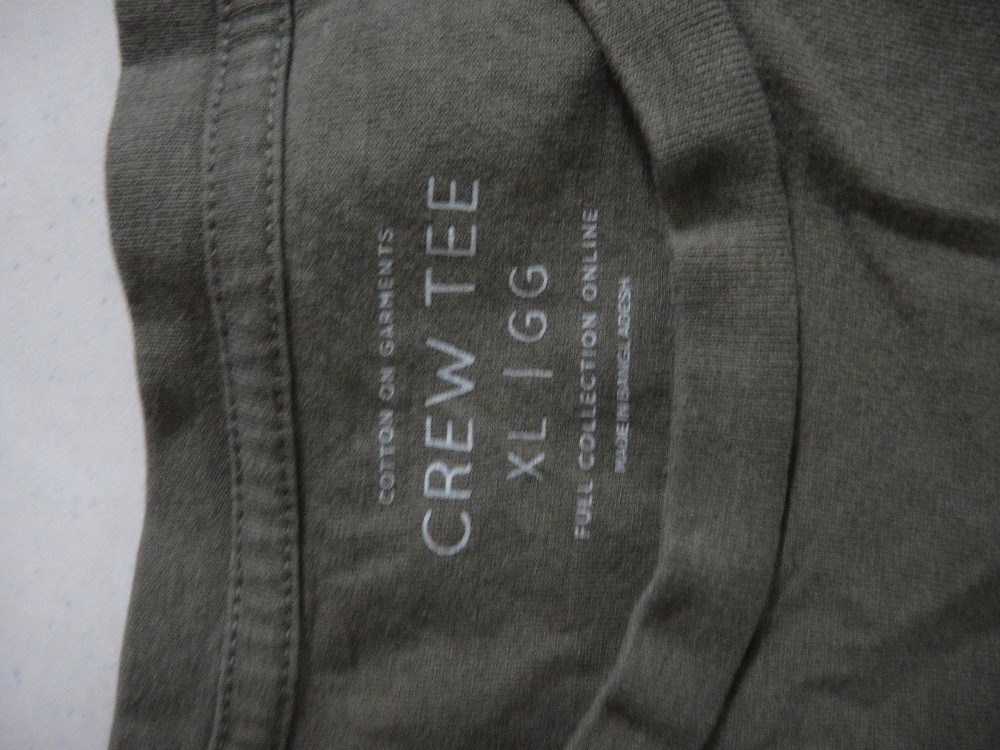 COTTON ON GARMENTS
CREW TEE
XL | GG
FULL COLLECTION ONLINE
MADE IN BANGLADESH